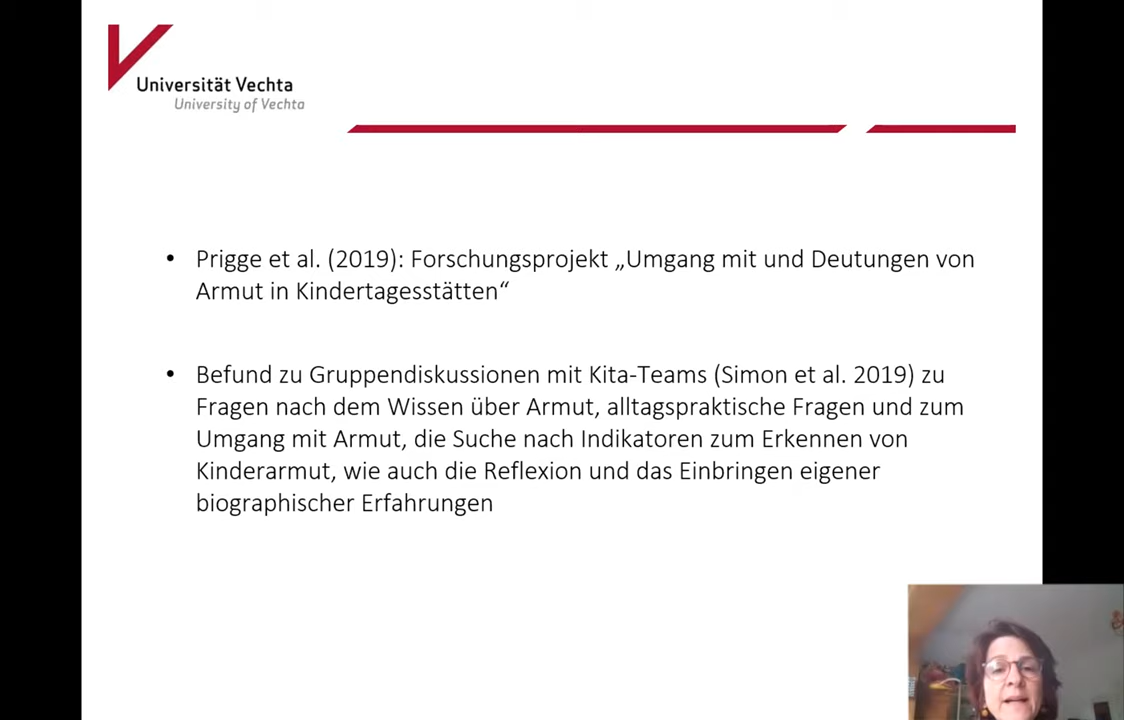 Universität Vechta
University of Vechta
• Prigge et al. (2019): Forschungsprojekt „Umgang mit und Deutungen von
Armut in Kindertagesstätten“
• Befund zu Gruppendiskussionen mit Kita-Teams (Simon et al. 2019) zu
Fragen nach dem Wissen über Armut, alltagspraktische Fragen und zum
Umgang mit Armut, die Suche nach Indikatoren zum Erkennen von
Kinderarmut, wie auch die Reflexion und das Einbringen eigener
biographischer Erfahrungen